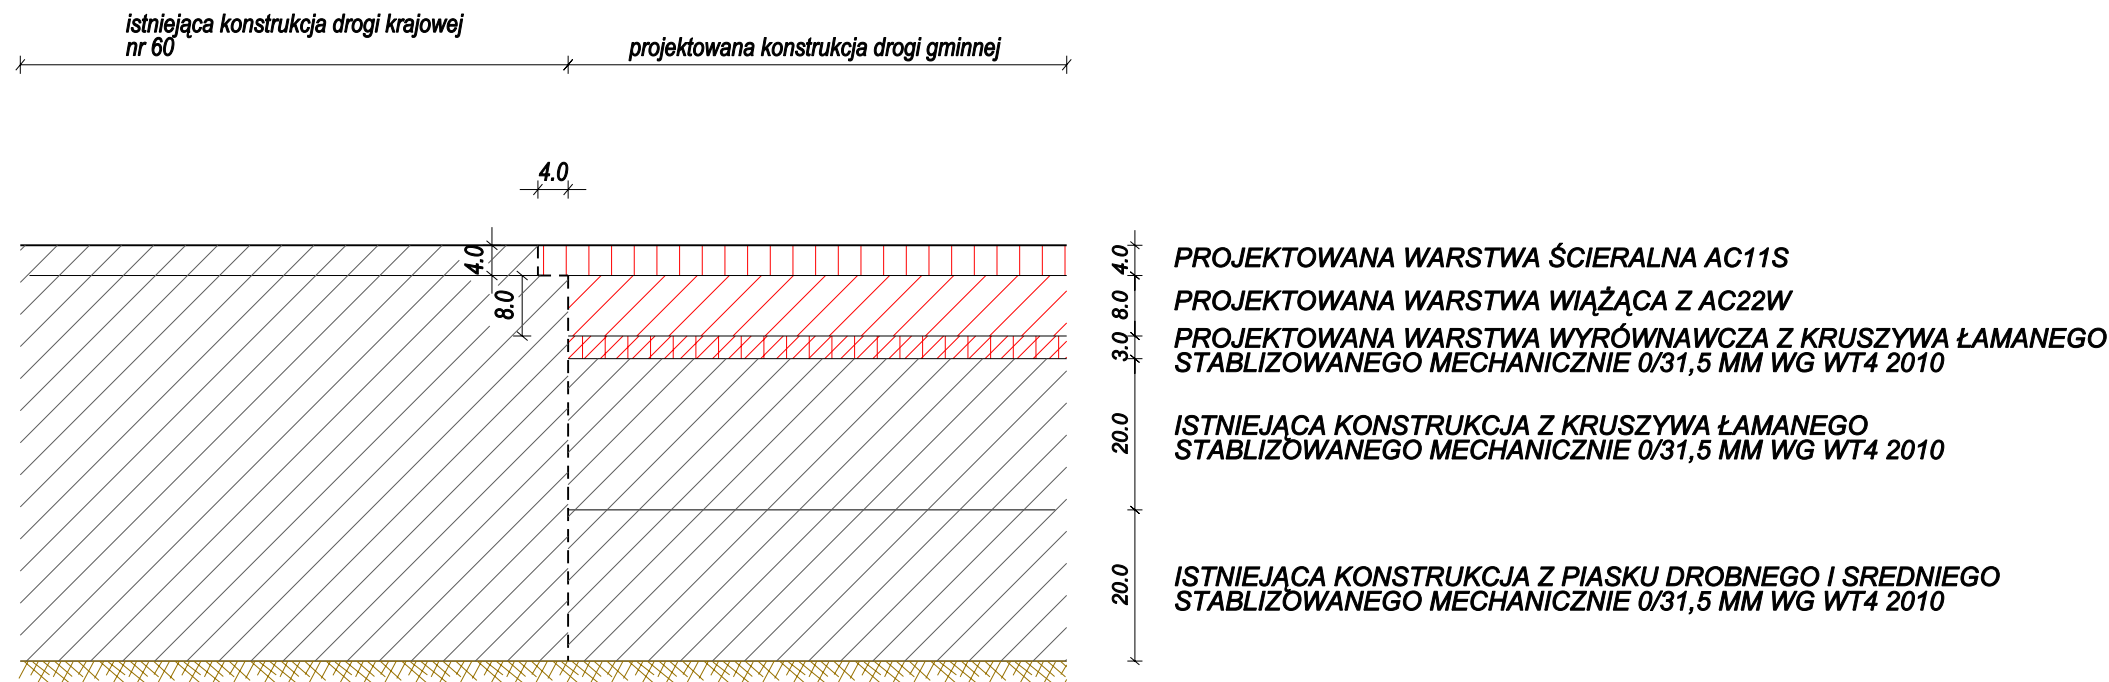 istniejąca konstrukcja drogi krajowej
nr 60
projektowana konstrukcja drogi gminnej
4.0
4.0
8.0
4.0
PROJEKTOWANA WARSTWA ŚCIERALNA AC11S
8.0
PROJEKTOWANA WARSTWA WIĄŻĄCA Z AC22W
3.0
PROJEKTOWANA WARSTWA WYRÓWNAWCZA Z KRUSZYWA ŁAMANEGO
STABLIZOWANEGO MECHANICZNIE 0/31,5 MM WG WT4 2010
20.0
ISTNIEJĄCA KONSTRUKCJA Z KRUSZYWA ŁAMANEGO
STABLIZOWANEGO MECHANICZNIE 0/31,5 MM WG WT4 2010
20.0
ISTNIEJĄCA KONSTRUKCJA Z PIASKU DROBNEGO I SREDNIEGO
STABLIZOWANEGO MECHANICZNIE 0/31,5 MM WG WT4 2010